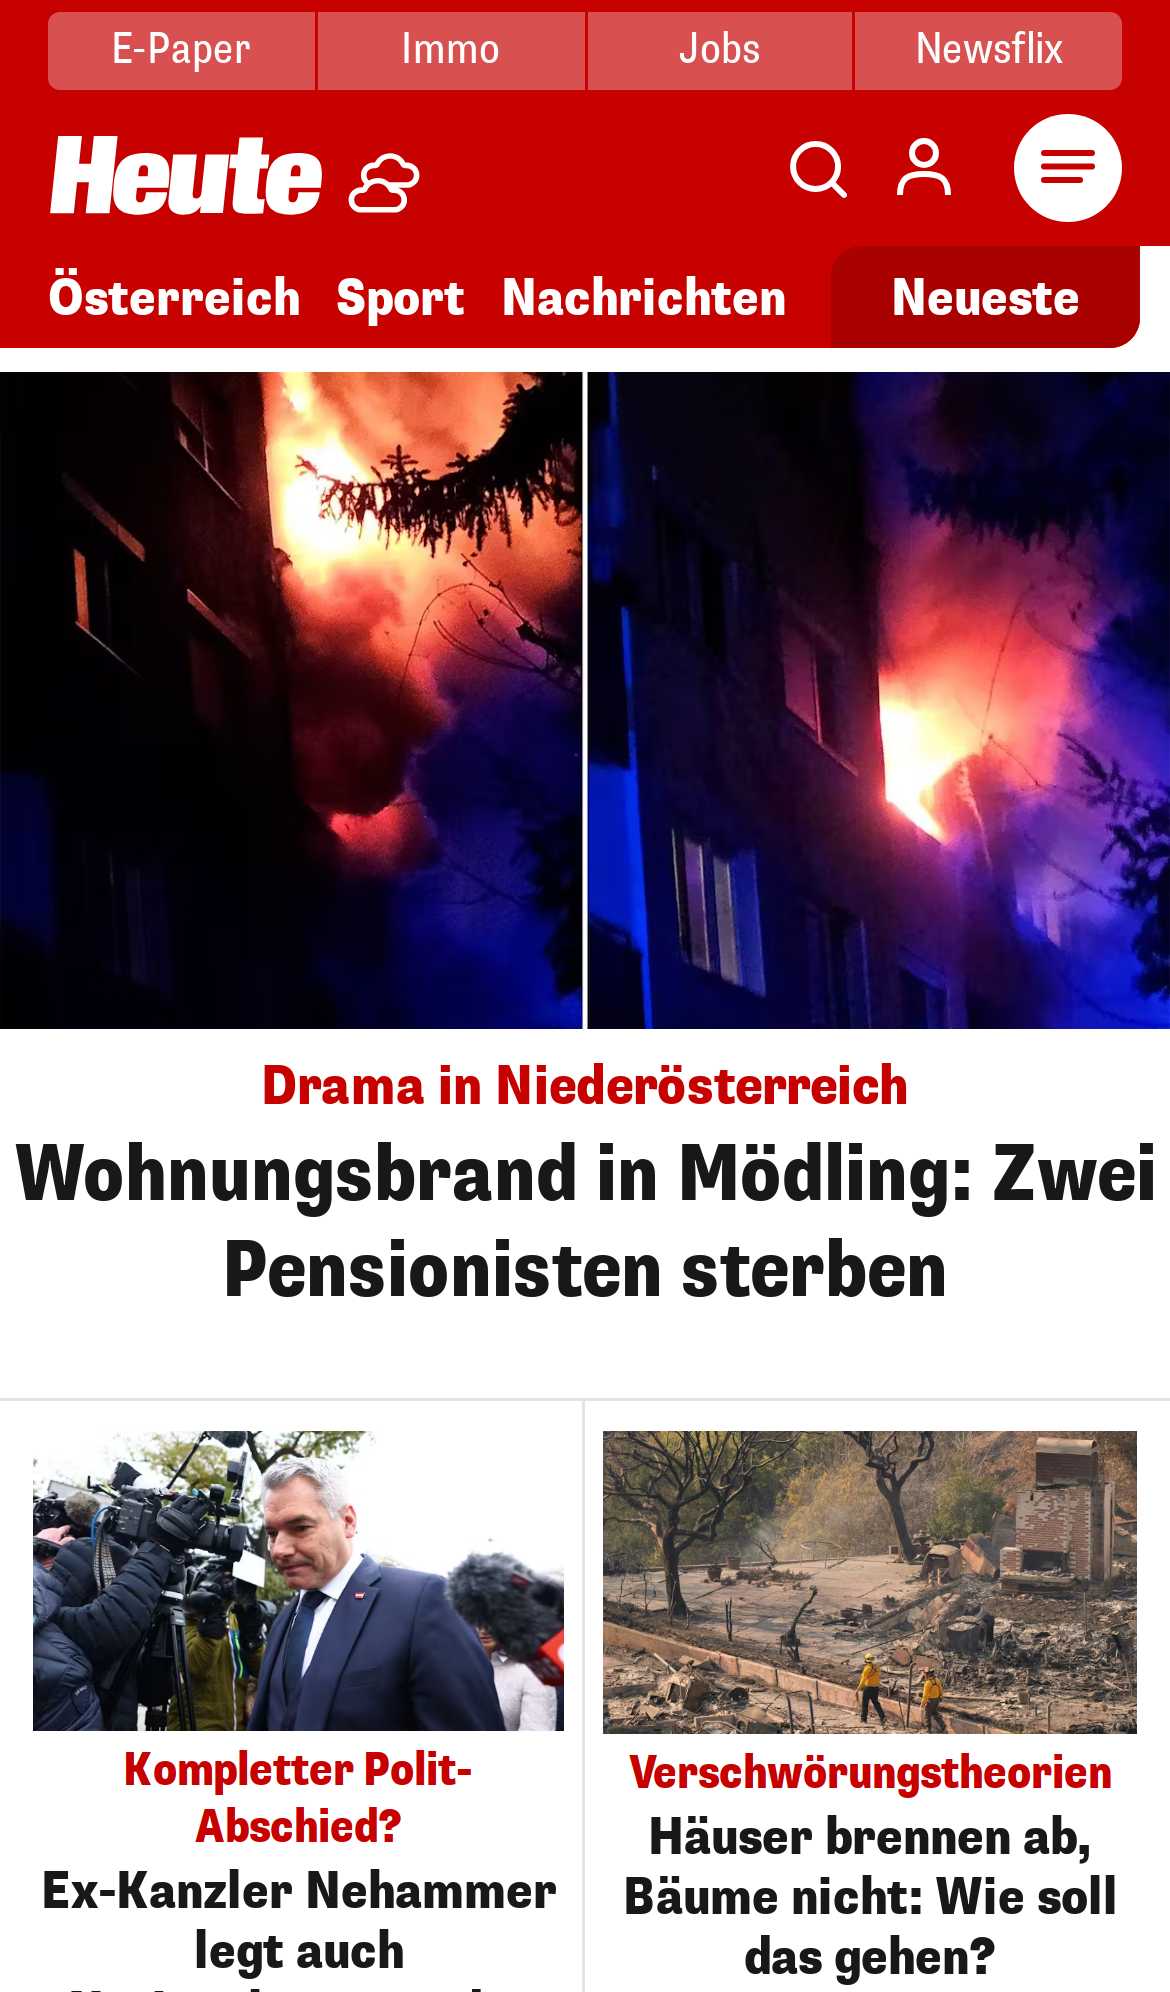 E-Paper
Immo
Jobs
Newsflix
Heute
Österreich
Sport
Nachrichten
Neueste
Drama in Niederösterreich
Wohnungsbrand in Mödling: Zwei
Pensionisten sterben
Kompletter Polit-
Abschied?
Ex-Kanzler Nehammer
legt auch
Verschwörungstheorien
Häuser brennen ab,
Bäume nicht: Wie soll
das gehen?